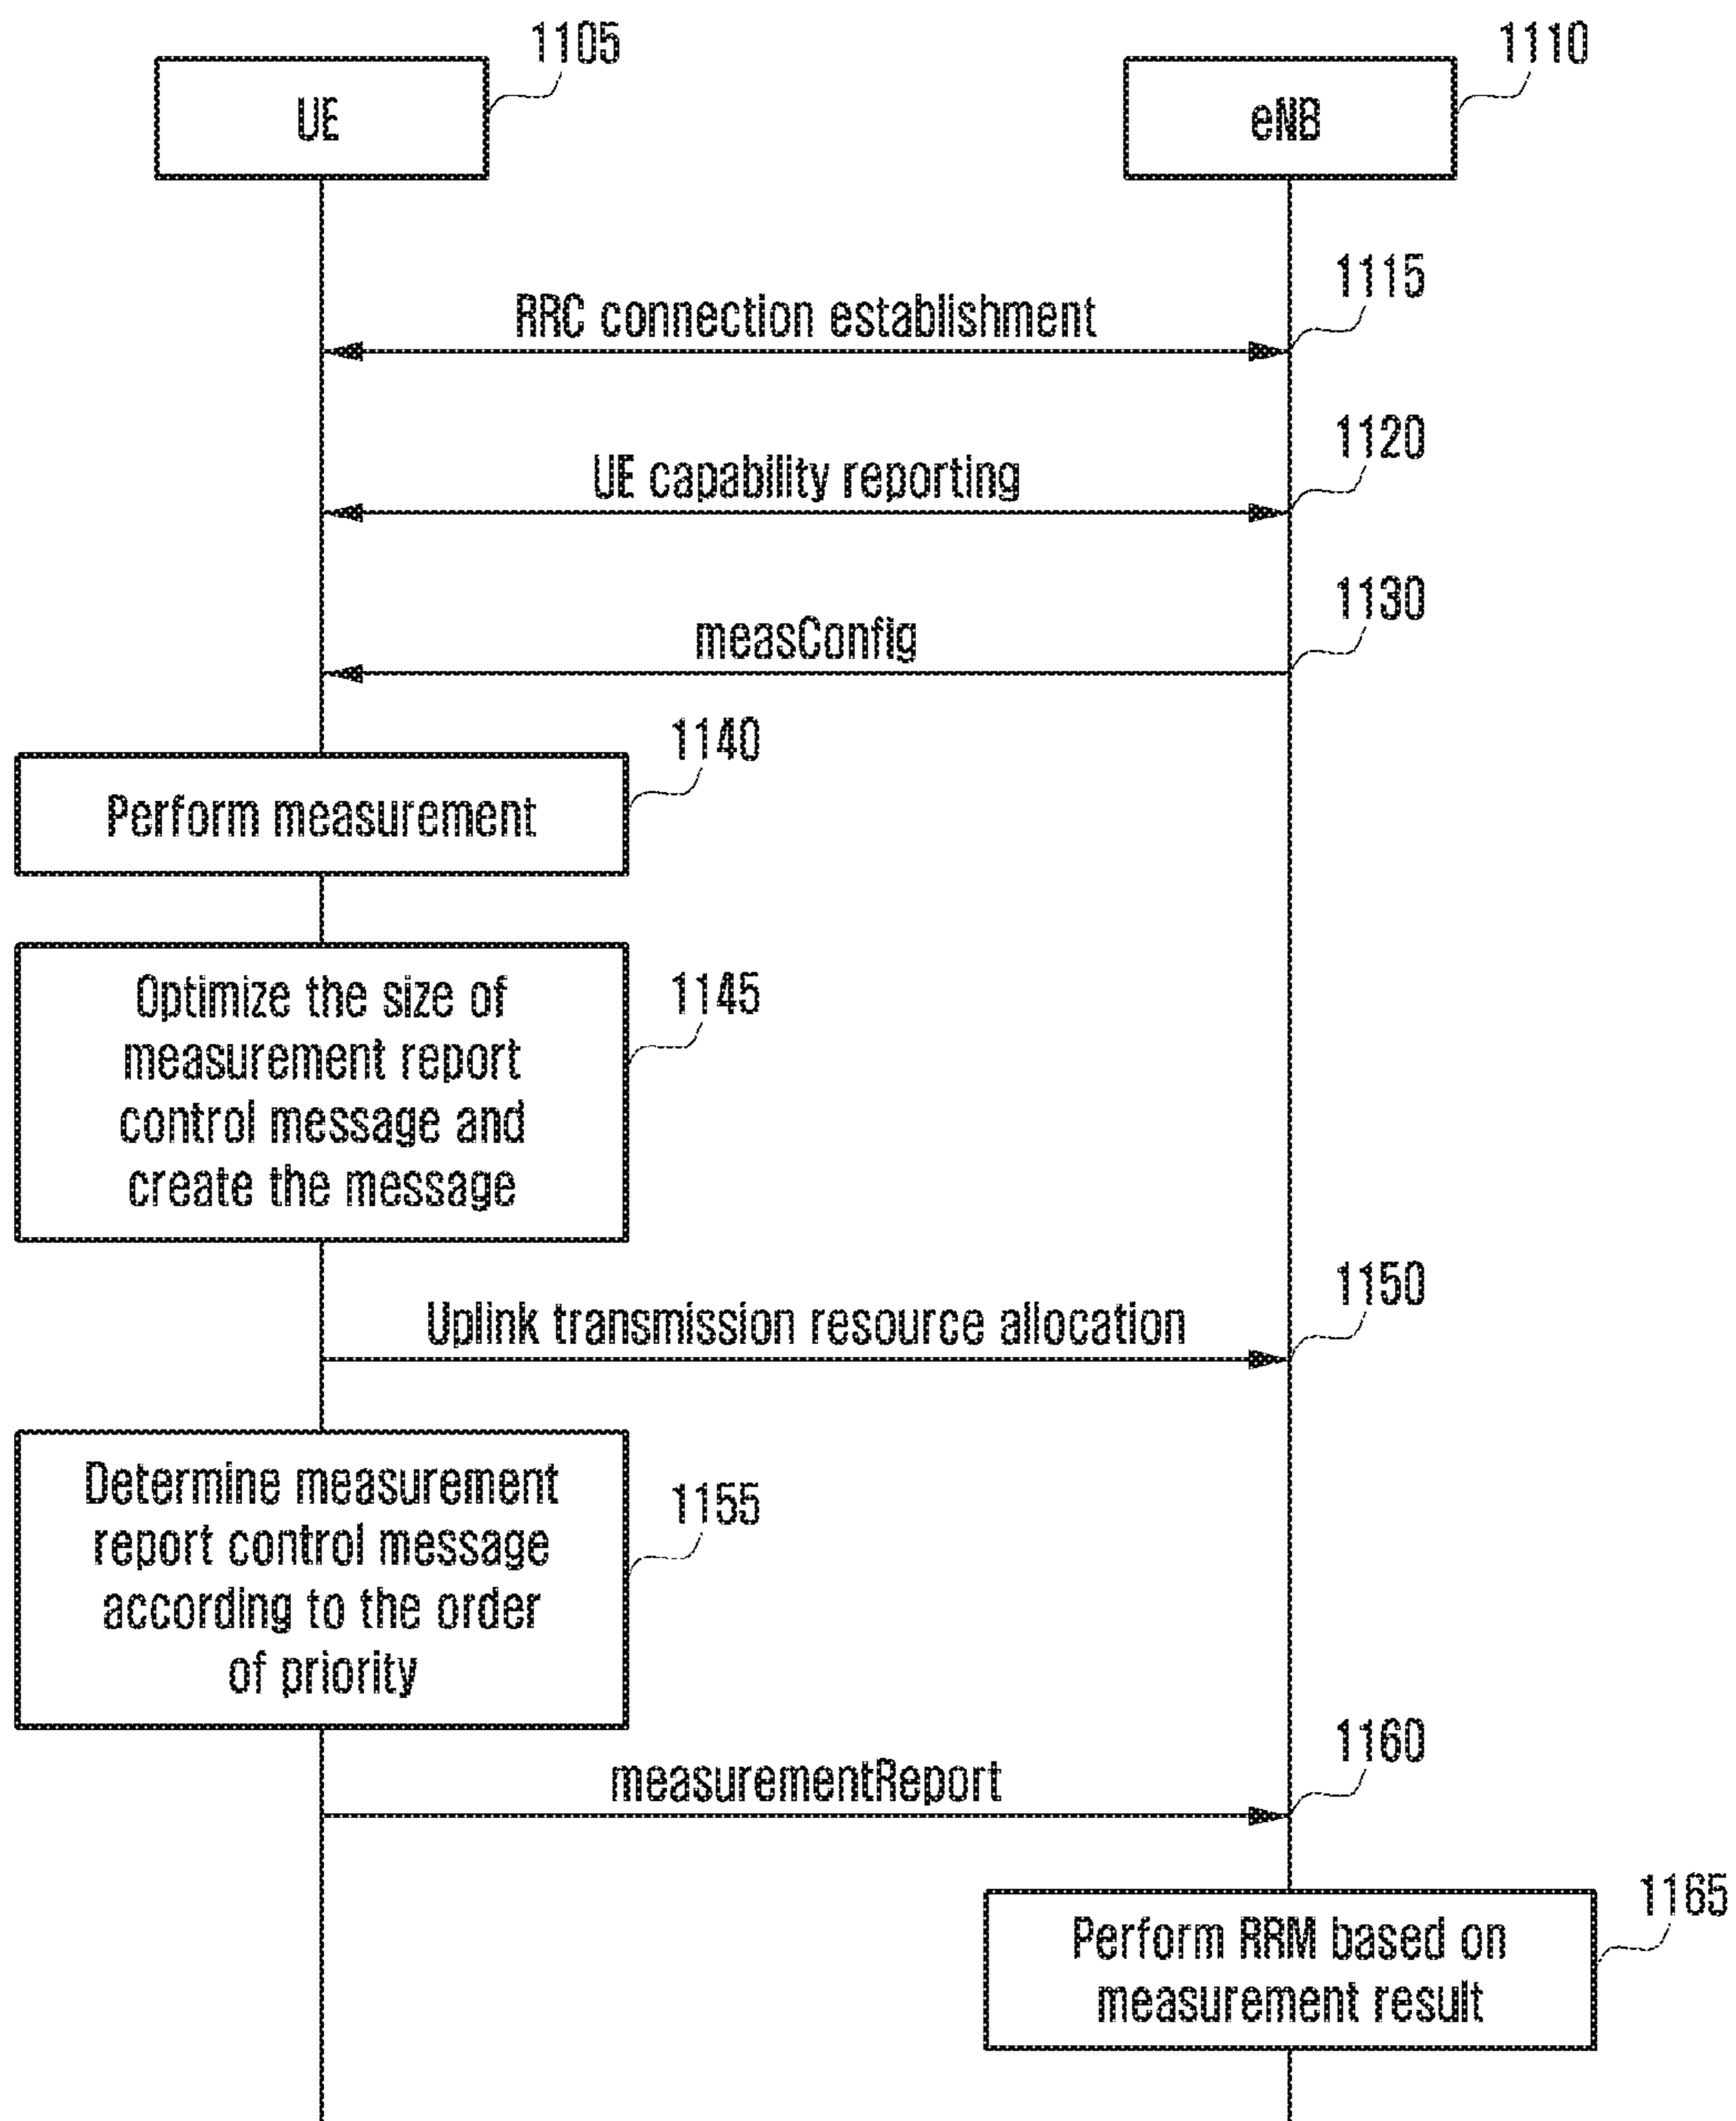 1105
1110
UE
eNB
1115
RRC connection establishment
1120
UE capability reporting
1130
measConfig
1140
Perform measurement
1145
Optimize the size of
measurement report
control message and
create the message
1150
Uplink transmission resource allocation
1155
Determine measurement
report control message
according to the order
of priority
1160
measurementReport
1165
Perform RRM based on
measurement result